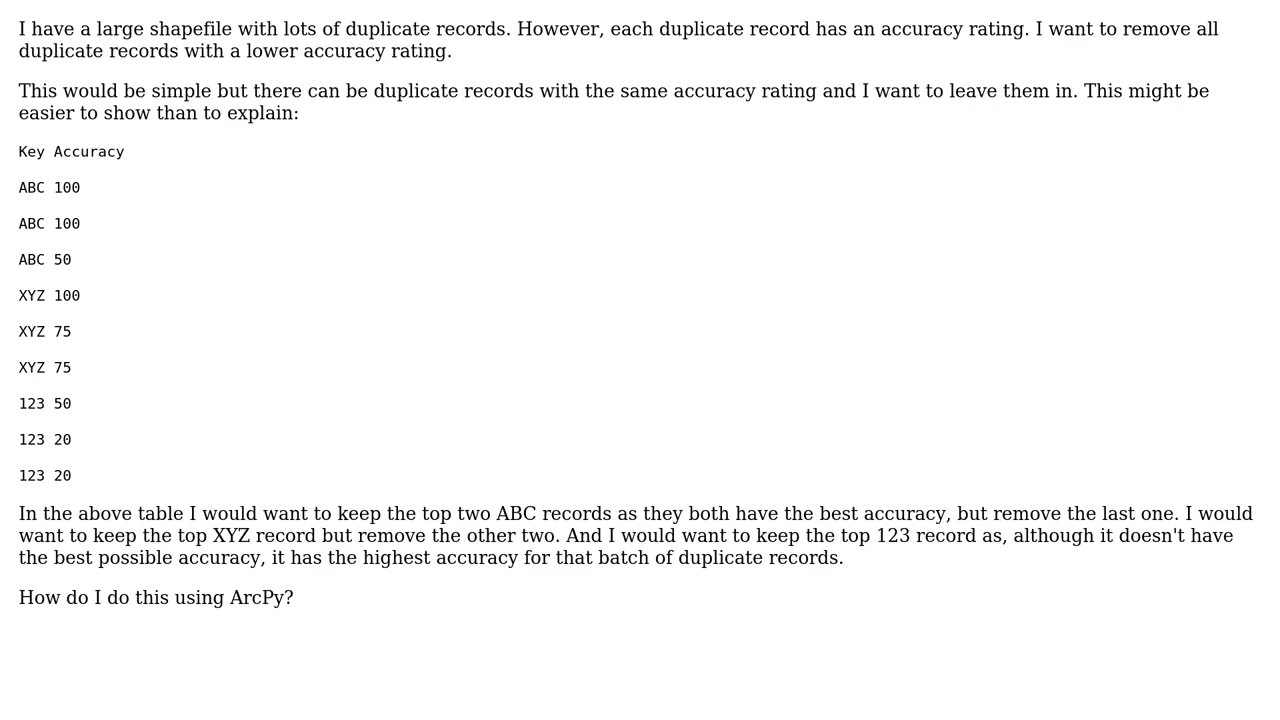 I have a large shapefile with lots of duplicate records. However, each duplicate record has an accuracy rating. I want to remove all
duplicate records with a lower accuracy rating.
This would be simple but there can be duplicate records with the same accuracy rating and I want to leave them in. This might be
easier to show than to explain:
Key Accuracy
ABC 100
ABC 100
ABC 50
XYZ 100
XYZ 75
XYZ 75
123 50
123 20
123 20
In the above table I would want to keep the top two ABC records as they both have the best accuracy, but remove the last one. I would
want to keep the top XYZ record but remove the other two. And I would want to keep the top 123 record as, although it doesn't have
the best possible accuracy, it has the highest accuracy for that batch of duplicate records.
How do I do this using ArcPy?